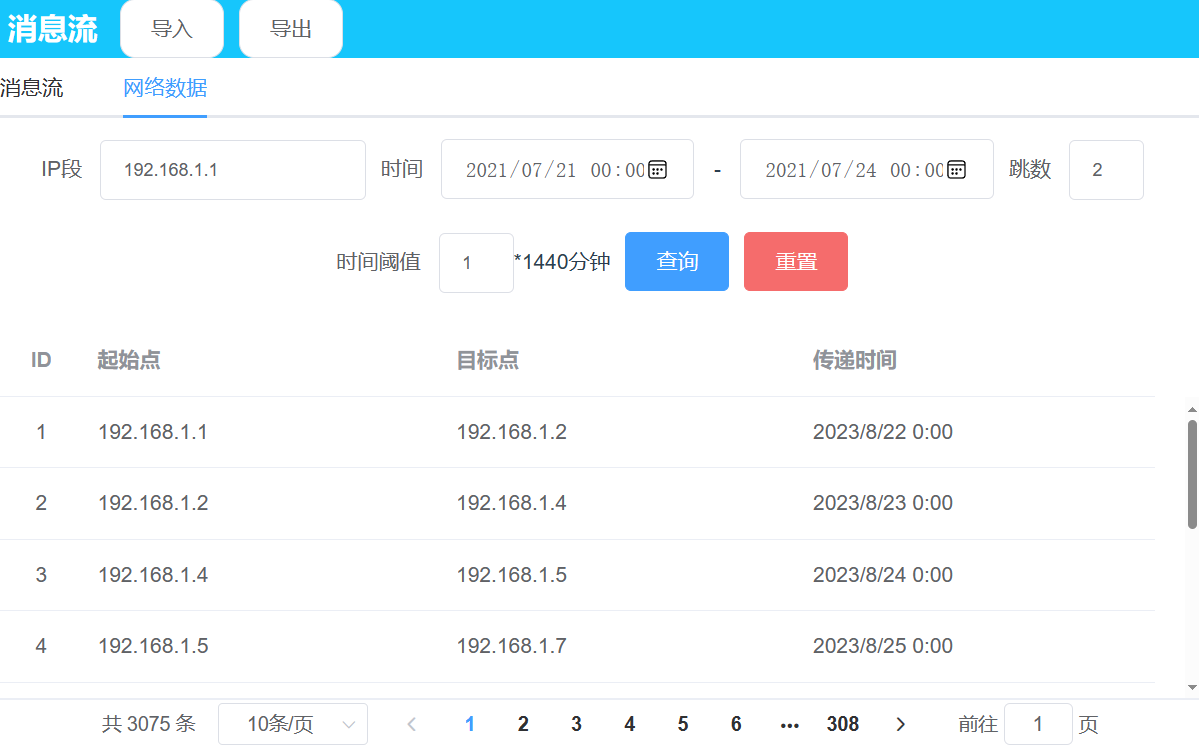 消息流 导入 导出
消息流 网络数据
IP段 192.168.1.1 时间 2021/07/21 00:00 - 2021/07/24 00:00 跳数 2
时间阈值 1 *1440分钟 查询 重置
ID 起始点 目标点 传递时间
1 192.168.1.1 192.168.1.2 2023/8/22 0:00
2 192.168.1.2 192.168.1.4 2023/8/23 0:00
3 192.168.1.4 192.168.1.5 2023/8/24 0:00
4 192.168.1.5 192.168.1.7 2023/8/25 0:00
共 3075 条 10条/页 1 2 3 4 5 6 ••• 308 前往 1 页